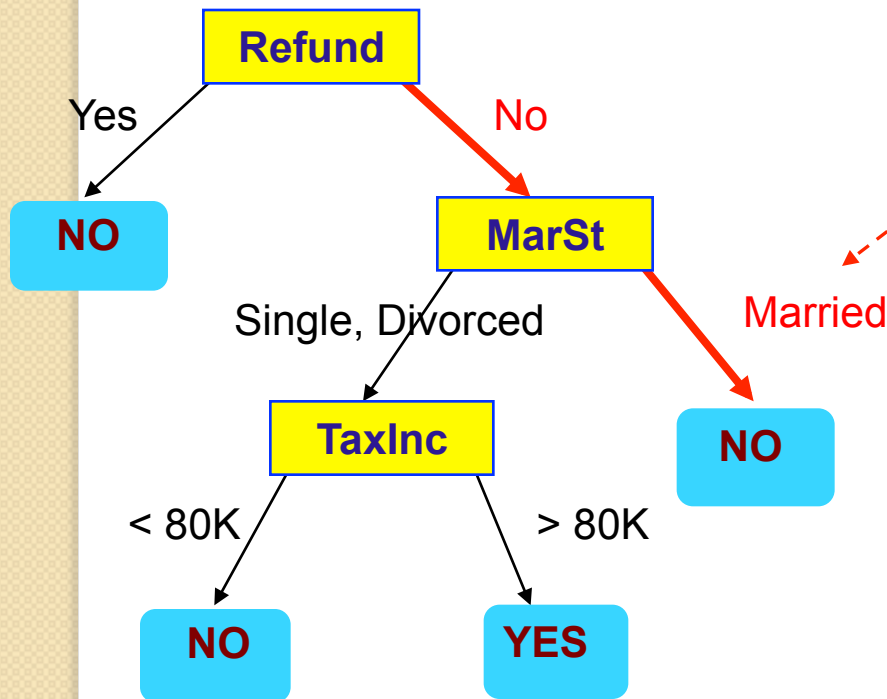 Refund
Yes
No
NO
MarSt
Single, Divorced
Married
TaxInc
NO
< 80K
> 80K
NO
YES